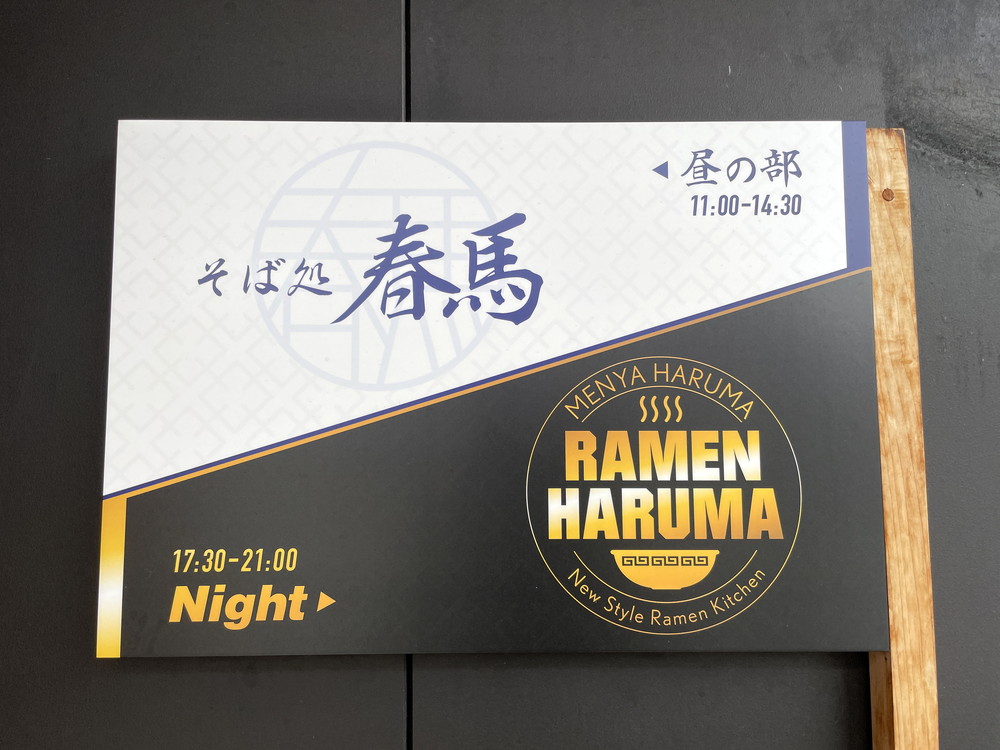 昼の部
11:00-14:30
そば処 春馬
MENYA HARUMA
RAMEN
HARUMA
New Style Ramen Kitchen
17:30-21:00
Night